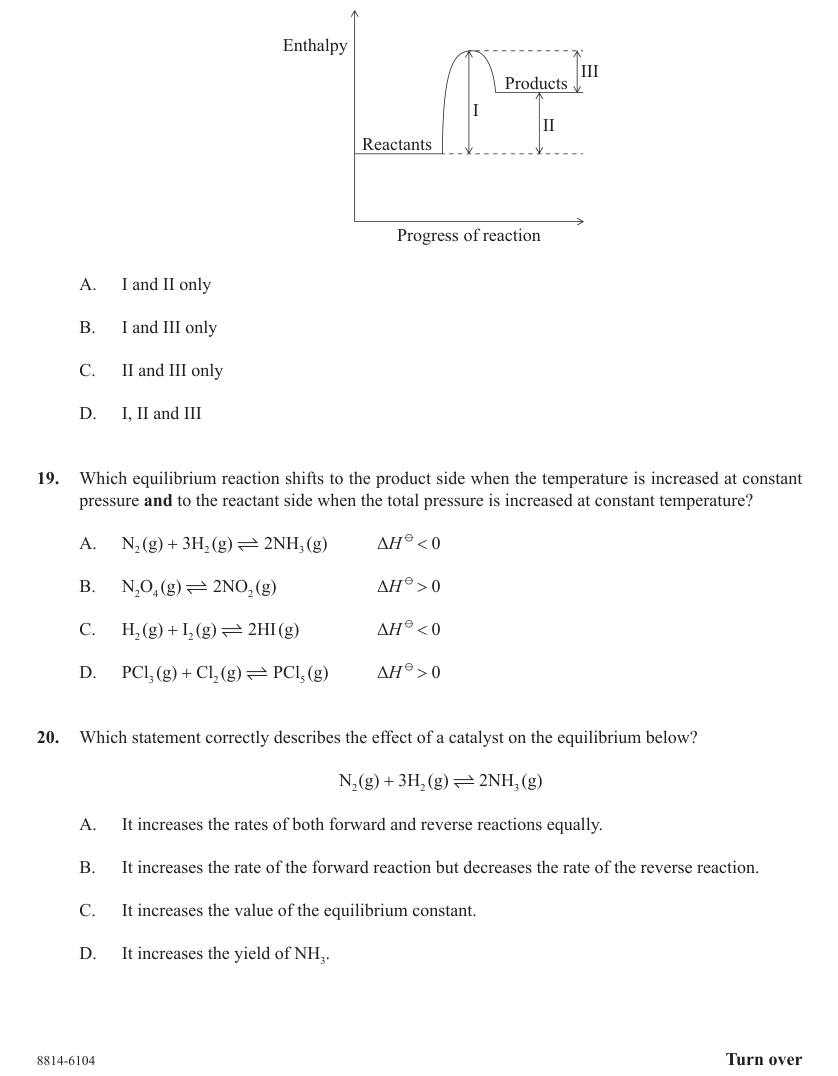 Enthalpy
III
Products
I
II
Reactants
Progress of reaction
A. I and II only
B. I and III only
C. II and III only
D. I, II and III
19. Which equilibrium reaction shifts to the product side when the temperature is increased at constant
pressure and to the reactant side when the total pressure is increased at constant temperature?
A. N₂(g) + 3H₂(g) ⇌ 2NH₃(g) ΔH⊖ < 0
B. N₂O₄(g) ⇌ 2NO₂(g) ΔH⊖ > 0
C. H₂(g) + I₂(g) ⇌ 2HI(g) ΔH⊖ < 0
D. PCl₃(g) + Cl₂(g) ⇌ PCl₅(g) ΔH⊖ > 0
20. Which statement correctly describes the effect of a catalyst on the equilibrium below?
N₂(g) + 3H₂(g) ⇌ 2NH₃(g)
A. It increases the rates of both forward and reverse reactions equally.
B. It increases the rate of the forward reaction but decreases the rate of the reverse reaction.
C. It increases the value of the equilibrium constant.
D. It increases the yield of NH₃.
8814-6104 Turn over